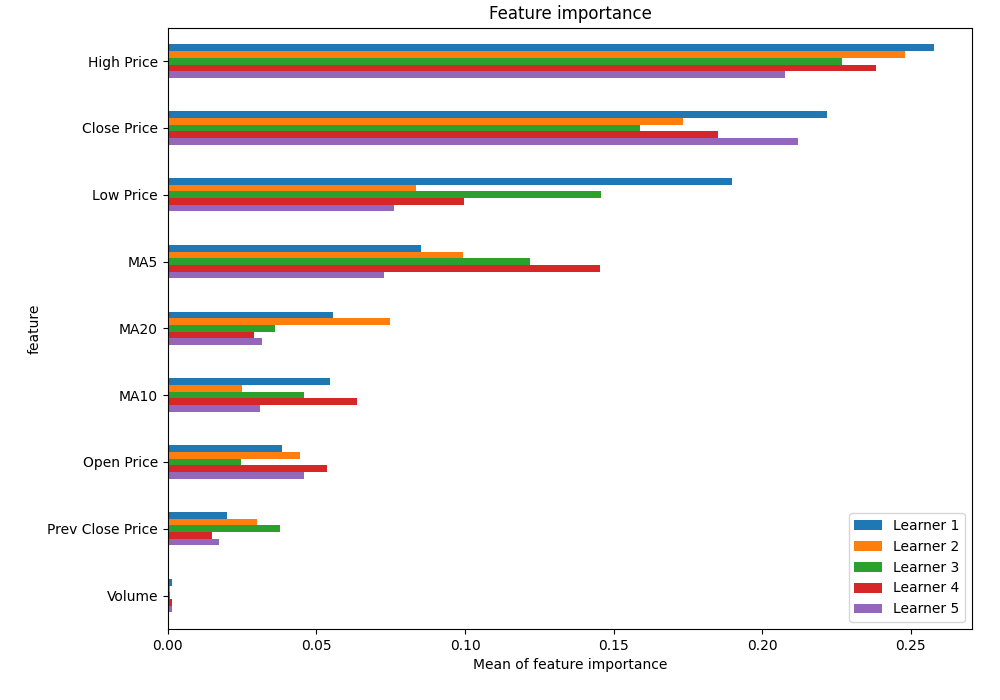 Feature importance
High Price
Close Price
Low Price
MA5
MA20
MA10
Open Price
Prev Close Price
Volume
feature
Learner 1
Learner 2
Learner 3
Learner 4
Learner 5
0.00 0.05 0.10 0.15 0.20 0.25
Mean of feature importance